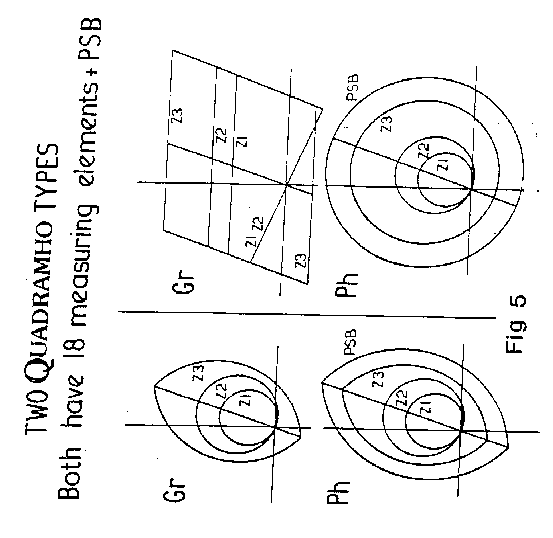 TWO QUADRAMHO TYPES
Both have 18 measuring elements + PSB
Gr
Z3
Z2
Z1
Gr
Z3
Z2
Z1
Z1
Z2
Z3
Ph
PSB
Z3
Z2
Z1
Ph
PSB
Z3
Z2
Z1
Fig 5